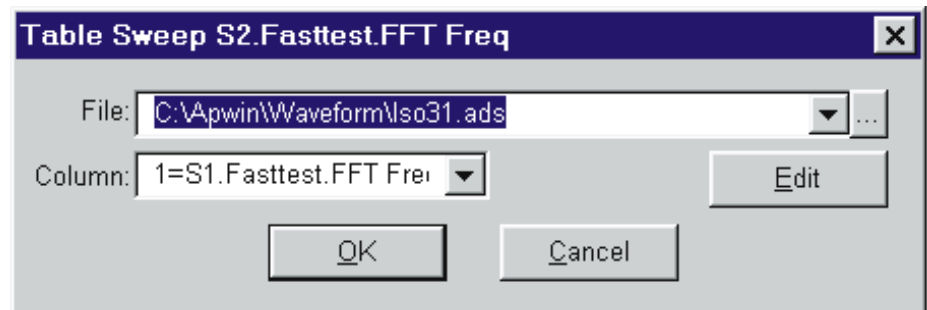 Table Sweep S2.Fasttest.FFT Freq
File: C:\Apwin\Waveform\Iso31.ads ...
Column: 1=S1.Fasttest.FFT Fre
Edit
OK Cancel